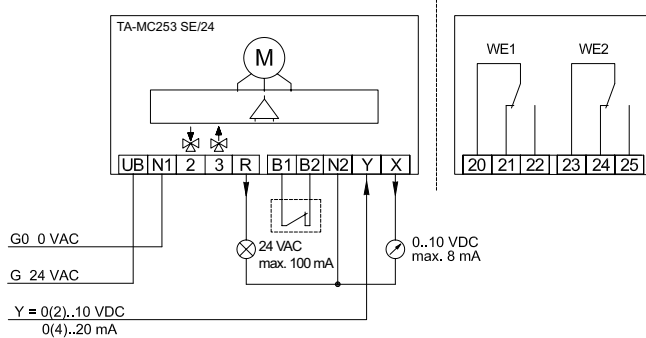 TA-MC253 SE/24
M
WE1 WE2
UB N1 2 3 R B1 B2 N2 Y X
20 21 22 23 24 25
G0 0 VAC
24 VAC
max. 100 mA
0..10 VDC
max. 8 mA
G 24 VAC
Y = 0(2)..10 VDC
0(4)..20 mA